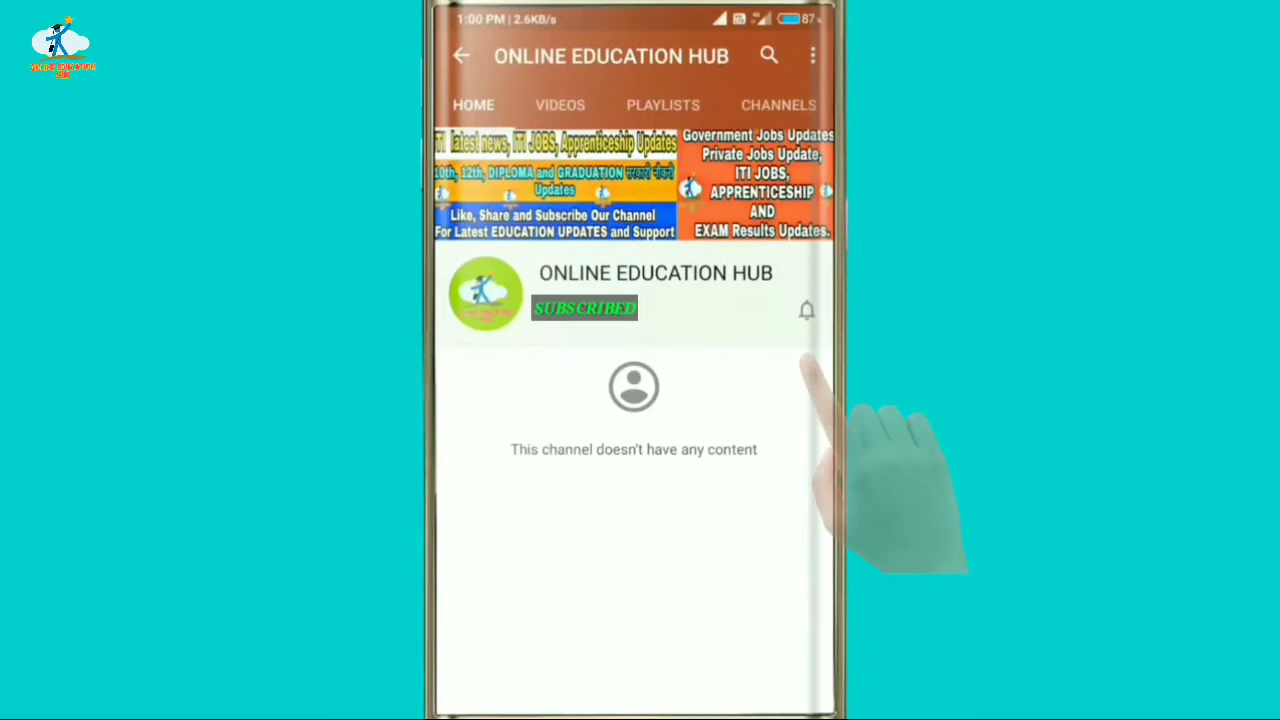 ONLINE EDUCATION HUB
1:00 PM | 2.6KB/s
87
ONLINE EDUCATION HUB
HOME VIDEOS PLAYLISTS CHANNELS
ITI latest news, ITI JOBS, Apprenticeship Updates
10th, 12th, DIPLOMA and GRADUATION सरकारी नौकरी
Updates
Like, Share and Subscribe Our Channel
For Latest EDUCATION UPDATES and Support
Government Jobs Updates
Private Jobs Update,
ITI JOBS,
APPRENTICESHIP
AND
EXAM Results Updates.
ONLINE EDUCATION HUB
SUBSCRIBED
This channel doesn't have any content